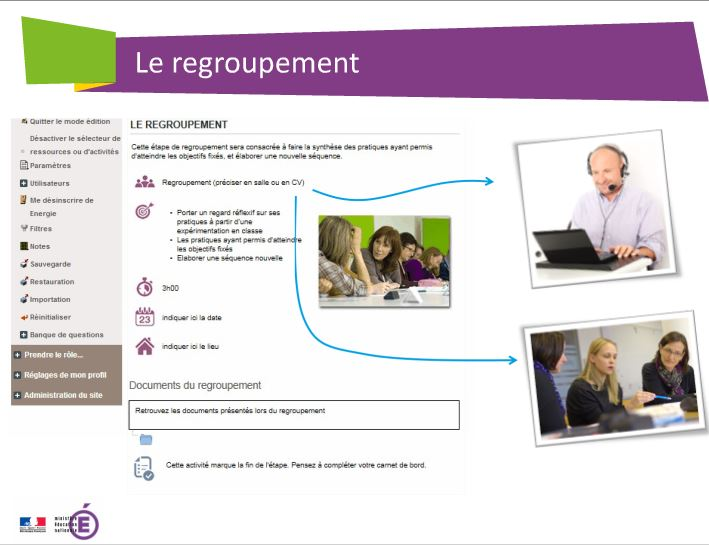 Le regroupement
Quitter le mode édition
Désactiver le sélecteur de
ressources ou d'activités
Paramètres
Utilisateurs
Me désinscrire de
Energie
Filtres
Notes
Sauvegarde
Restauration
Importation
Réinitialiser
Banque de questions
Prendre le rôle...
Réglages de mon profil
Administration du site
LE REGROUPEMENT
Cette étape de regroupement sera consacrée à faire la synthèse des pratiques ayant permis
d'atteindre les objectifs fixés, et élaborer une nouvelle séquence.
Regroupement (préciser en salle ou en CV)
• Porter un regard réflexif sur ses
pratiques à partir d'une
expérimentation en classe
• Les pratiques ayant permis d'atteindre
les objectifs fixés
• Elaborer une séquence nouvelle
3h00
23
indiquer ici la date
indiquer ici le lieu
Documents du regroupement
Retrouvez les documents présentés lors du regroupement
Cette activité marque la fin de l'étape. Pensez à compléter votre carnet de bord.
ministère
éducation
nationale
É